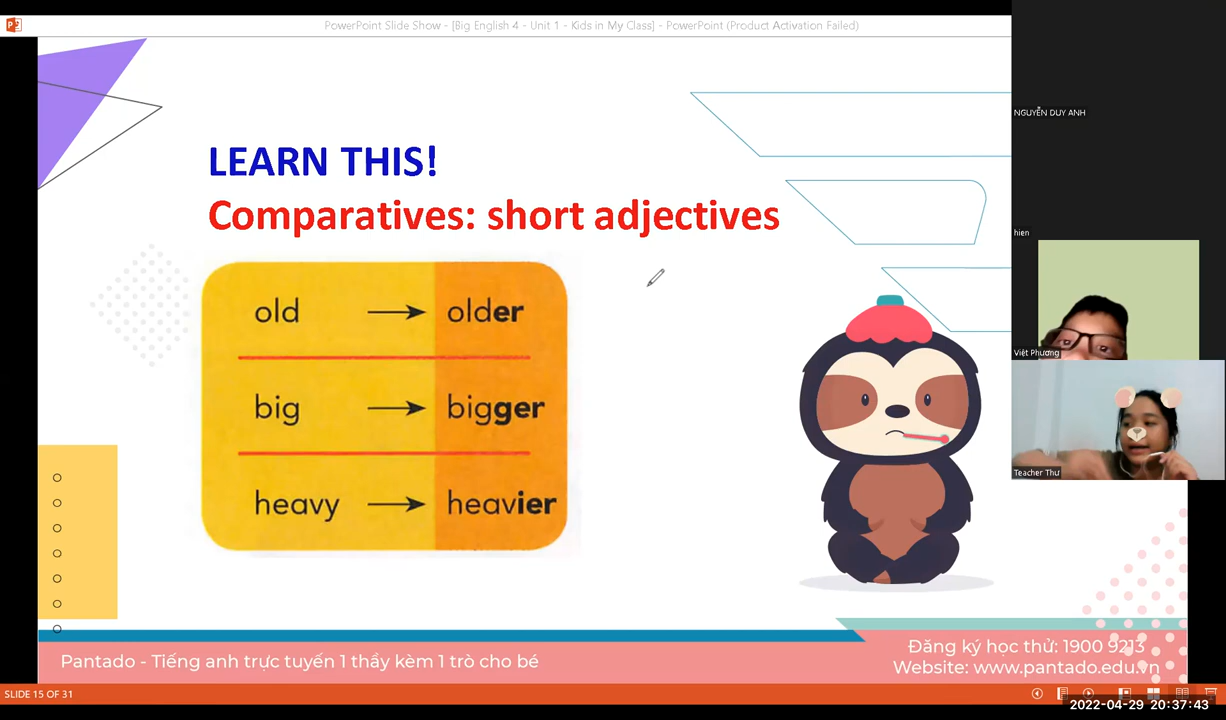 PowerPoint Slide Show - [Big English 4 - Unit 1 - Kids in My Class] - PowerPoint (Product Activation Failed)
NGUYỄN DUY ANH
LEARN THIS!
Comparatives: short adjectives
hien
old older
Việt Phương
big bigger
Teacher Thư
heavy heavier
Pantado - Tiếng anh trực tuyến 1 thầy kèm 1 trò cho bé
Đăng ký học thử: 1900 9213
Website: www.pantado.edu.vn
SLIDE 15 OF 31
2022-04-29 20:37:43